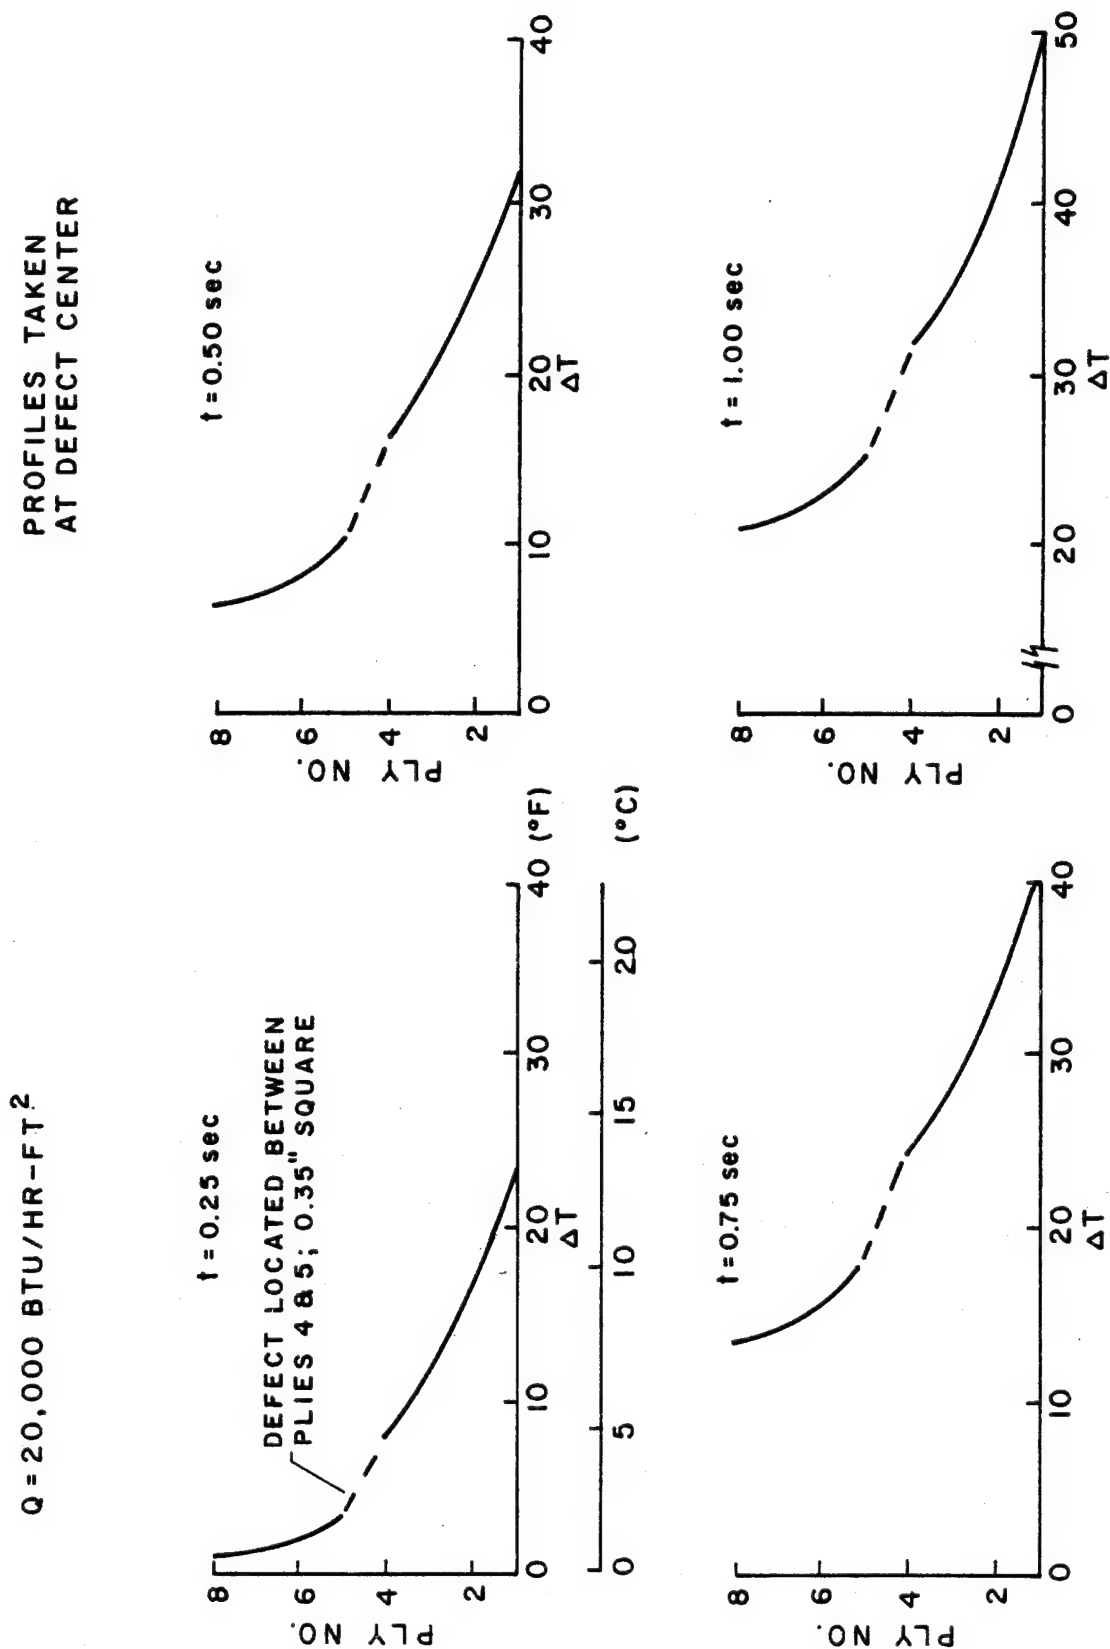 Q=20,000 BTU/HR-FT²
PROFILES TAKEN
AT DEFECT CENTER
t=0.25 sec
DEFECT LOCATED BETWEEN
PLIES 4 & 5; 0.35" SQUARE
PLY NO.
8
6
4
2
0 10 20 30 40 (°F)
ΔT
0 5 10 15 20 (°C)
t=0.50 sec
PLY NO.
8
6
4
2
0 10 20 30 40
ΔT
t=0.75 sec
PLY NO.
8
6
4
2
0 10 20 30 40
ΔT
t=1.00 sec
PLY NO.
8
6
4
2
0 20 30 40 50
ΔT